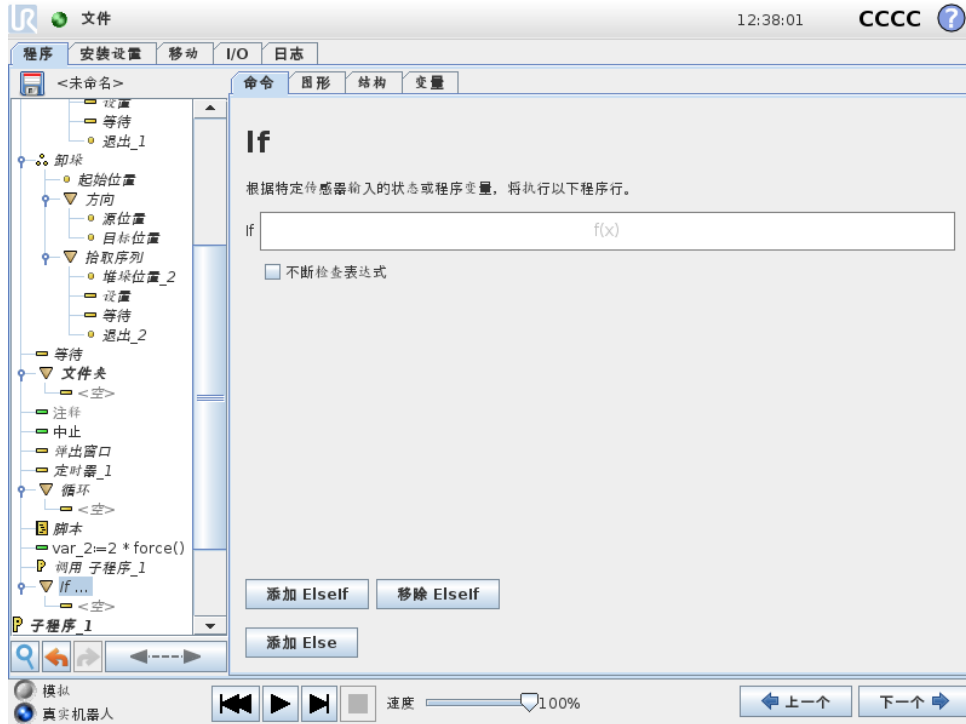 UR 文件 12:38:01 CCCC ?
程序 安装设置 移动 I/O 日志
<未命名>
命令 图形 结构 变量
设置
等待
退出_1
卸垛
起始位置
方向
源位置
目标位置
拾取序列
堆垛位置_2
设置
等待
退出_2
等待
文件夹
<空>
注释
中止
弹出窗口
定时器_1
循环
<空>
脚本
var_2:=2 * force()
调用 子程序_1
If ...
<空>
子程序_1
If
根据特定传感器输入的状态或程序变量，将执行以下程序行。
If f(x)
不断检查表达式
添加 ElseIf 移除 ElseIf
添加 Else
模拟
真实机器人
速度 100%
上一个 下一个